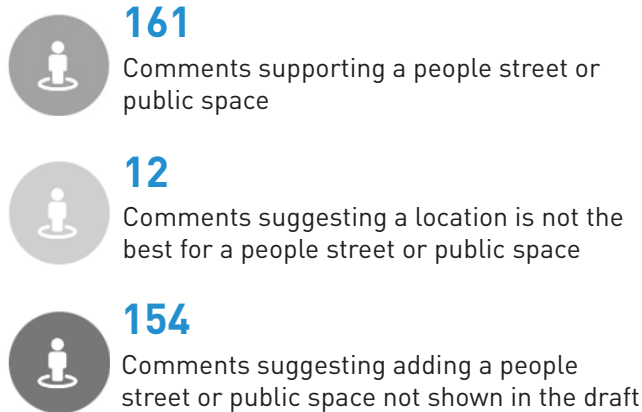 161
Comments supporting a people street or
public space
12
Comments suggesting a location is not the
best for a people street or public space
154
Comments suggesting adding a people
street or public space not shown in the draft